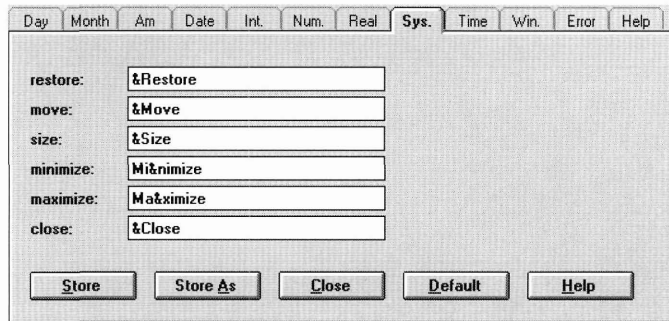 Day Month Am Date Int. Num. Real Sys. Time Win. Error Help
restore: &Restore
move: &Move
size: &Size
minimize: Mi&nimize
maximize: Ma&ximize
close: &Close
Store Store As Close Default Help